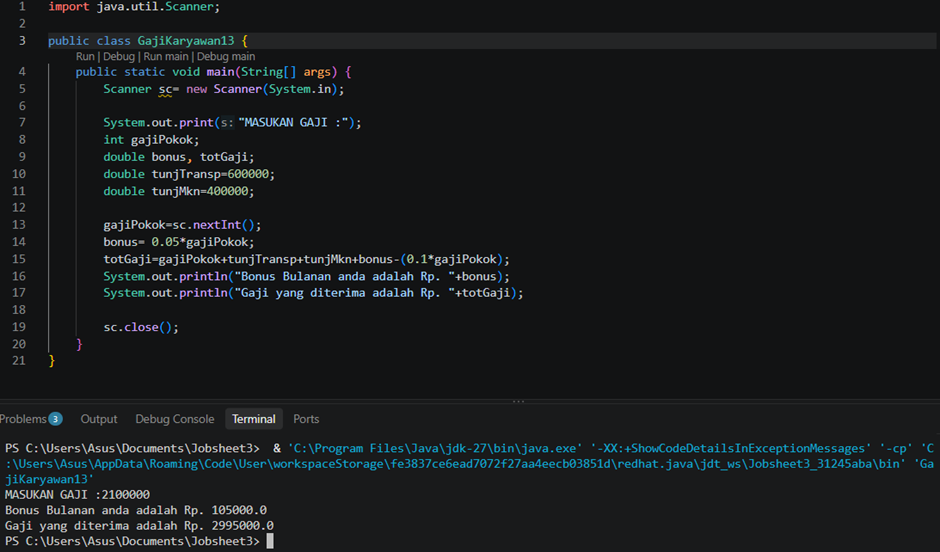 1 import java.util.Scanner;
2
3 public class GajiKaryawan13 {
Run | Debug | Run main | Debug main
4 public static void main(String[] args) {
5 Scanner sc= new Scanner(System.in);
6
7 System.out.print(s: "MASUKAN GAJI :");
8 int gajiPokok;
9 double bonus, totGaji;
10 double tunjTransp=600000;
11 double tunjMkn=400000;
12
13 gajiPokok=sc.nextInt();
14 bonus= 0.05*gajiPokok;
15 totGaji=gajiPokok+tunjTransp+tunjMkn+bonus-(0.1*gajiPokok);
16 System.out.println("Bonus Bulanan anda adalah Rp. "+bonus);
17 System.out.println("Gaji yang diterima adalah Rp. "+totGaji);
18
19 sc.close();
20 }
21 }
Problems 3 Output Debug Console Terminal Ports
PS C:\Users\Asus\Documents\Jobsheet3> & 'C:\Program Files\Java\jdk-27\bin\java.exe' '-XX:+ShowCodeDetailsInExceptionMessages' '-cp' 'C
:\Users\Asus\AppData\Roaming\Code\User\workspaceStorage\fe3837ce6ead7072f27aa4eecb03851d\redhat.java\jdt_ws\Jobsheet3_31245aba\bin' 'Ga
jiKaryawan13'
MASUKAN GAJI :2100000
Bonus Bulanan anda adalah Rp. 105000.0
Gaji yang diterima adalah Rp. 2995000.0
PS C:\Users\Asus\Documents\Jobsheet3>